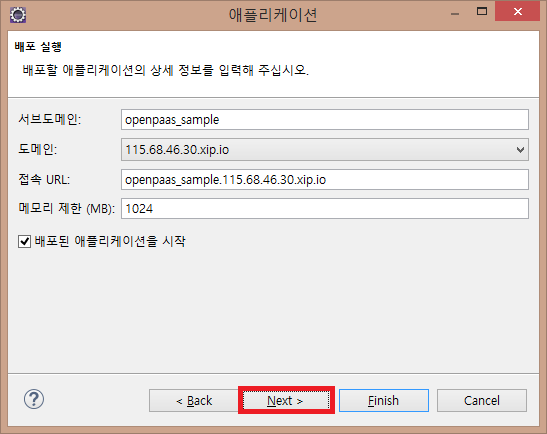 애플리케이션
배포 실행
배포할 애플리케이션의 상세 정보를 입력해 주십시오.
서브도메인: openpaas_sample
도메인: 115.68.46.30.xip.io
접속 URL: openpaas_sample.115.68.46.30.xip.io
메모리 제한 (MB): 1024
배포된 애플리케이션을 시작
? < Back Next > Finish Cancel